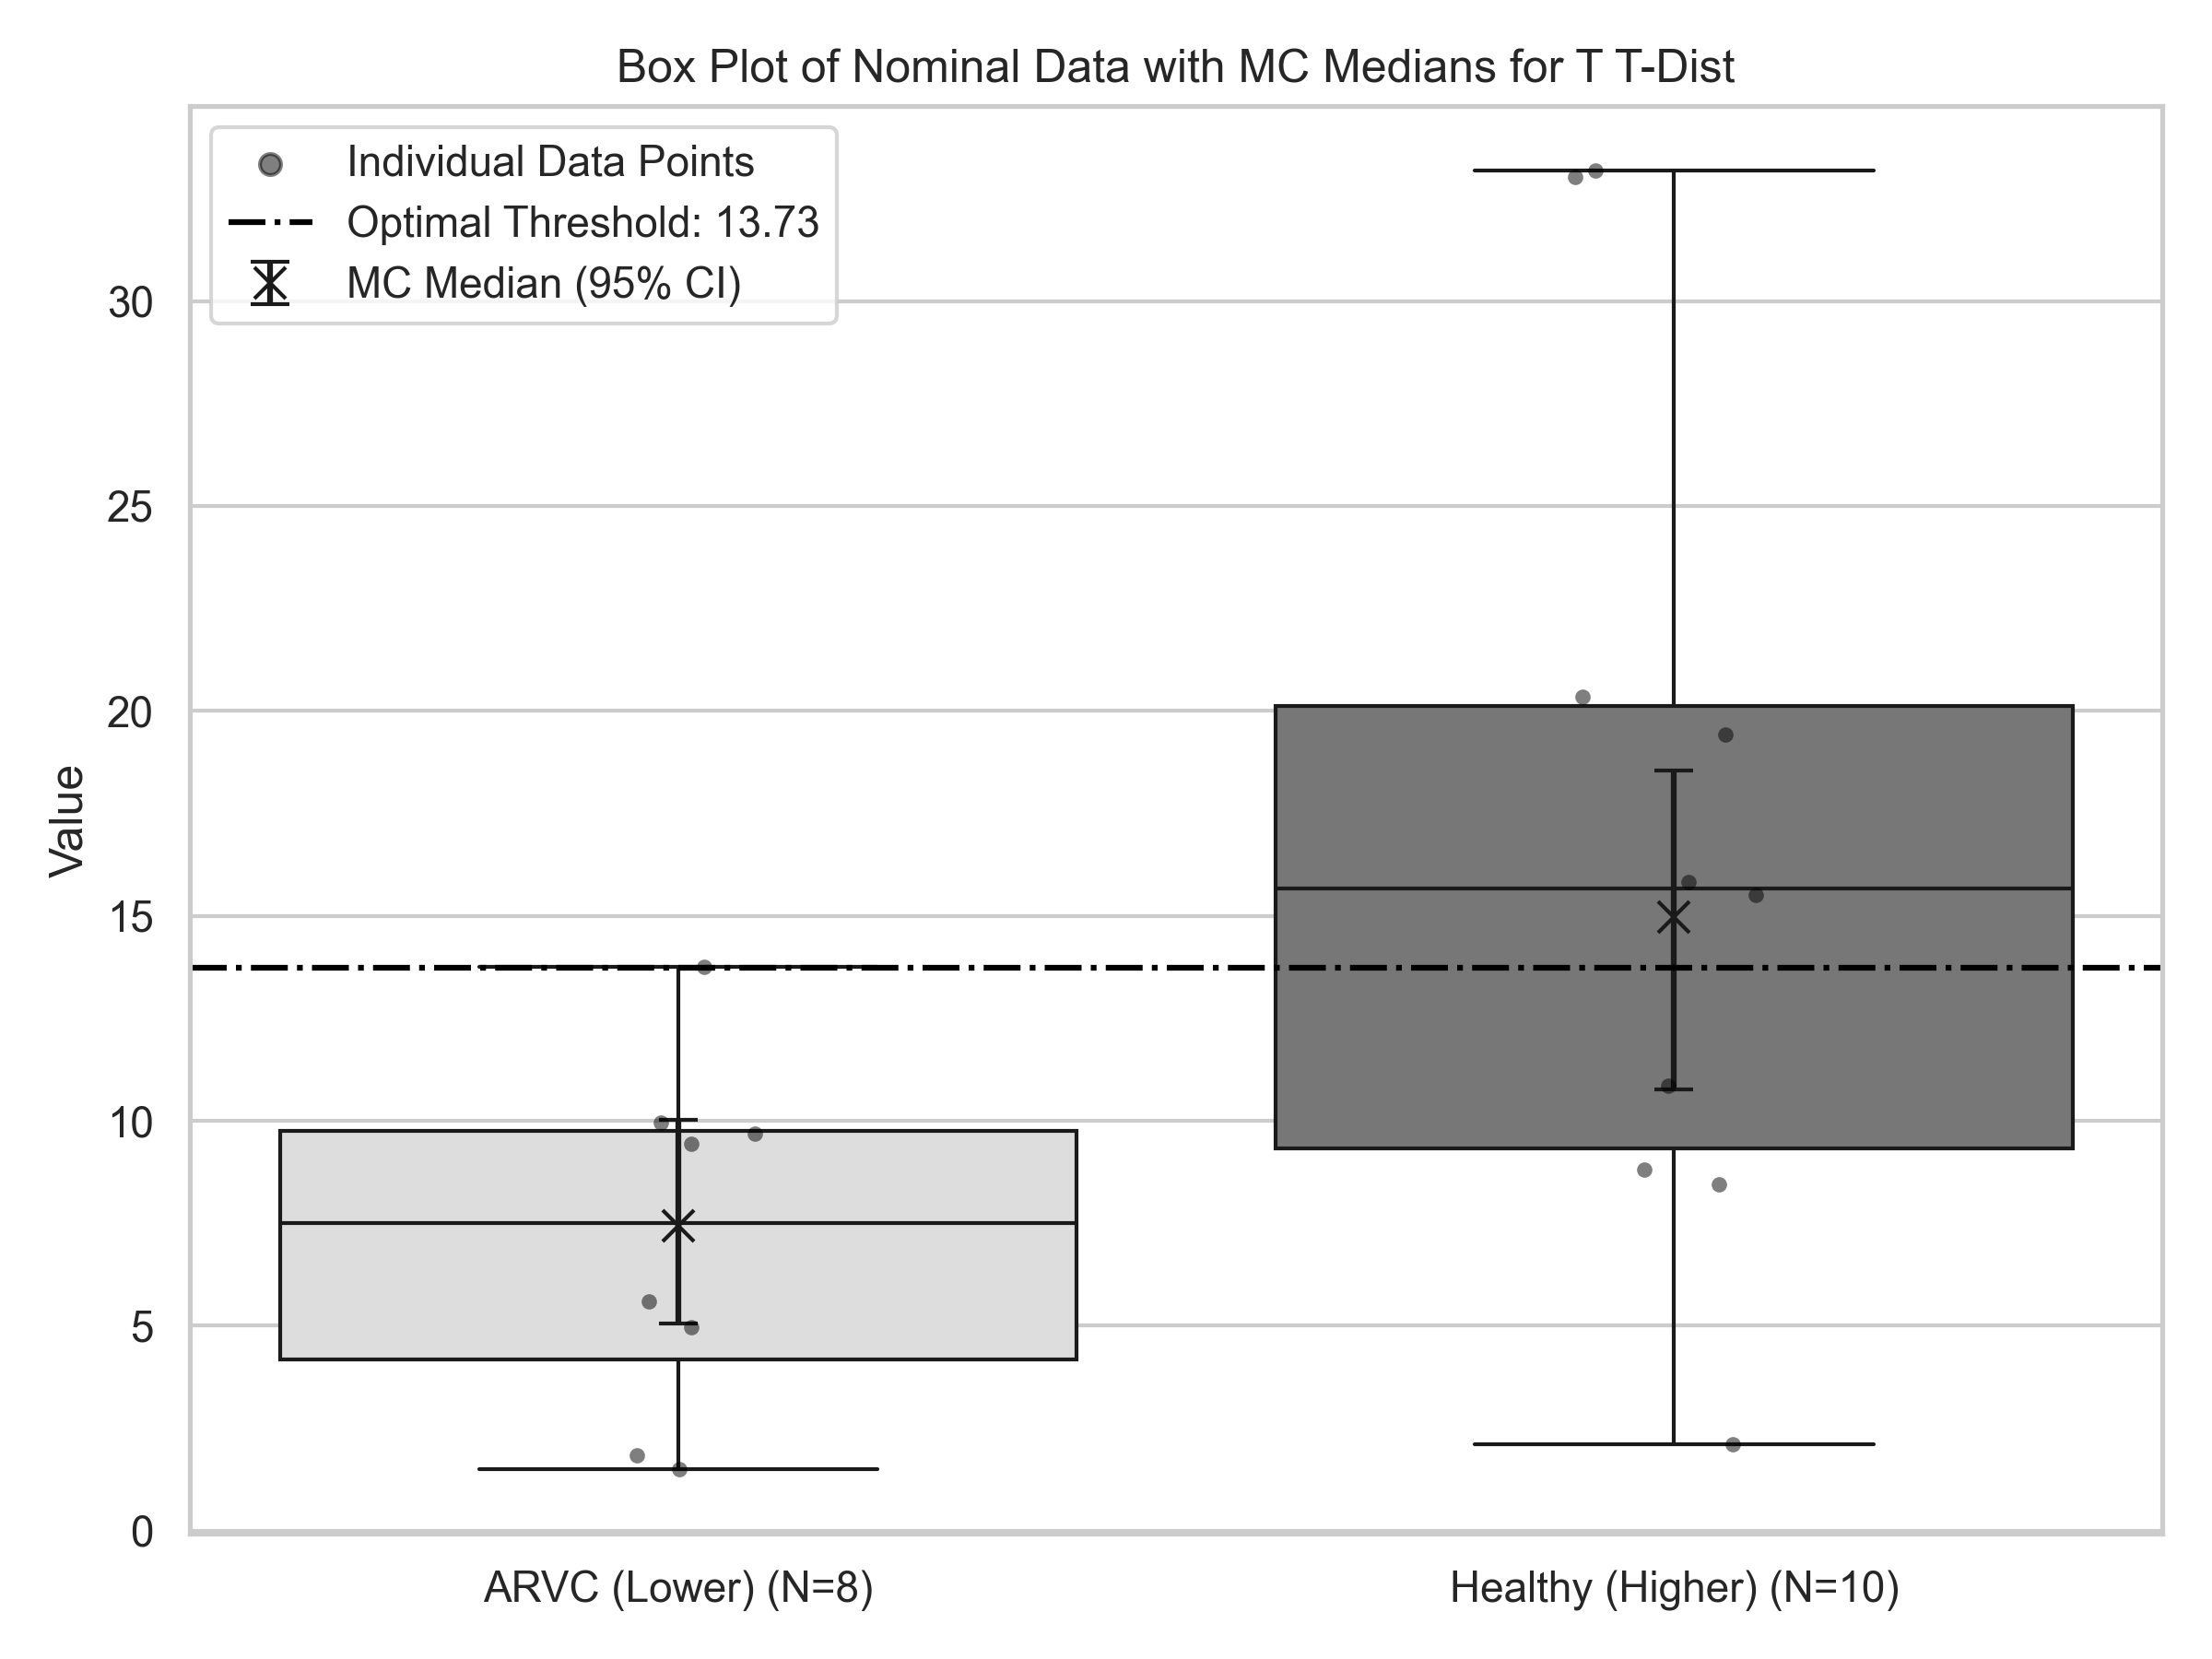 Box Plot of Nominal Data with MC Medians for T T-Dist
Individual Data Points
Optimal Threshold: 13.73
MC Median (95% CI)
30
25
20
15
10
5
0
Value
ARVC (Lower) (N=8)
Healthy (Higher) (N=10)